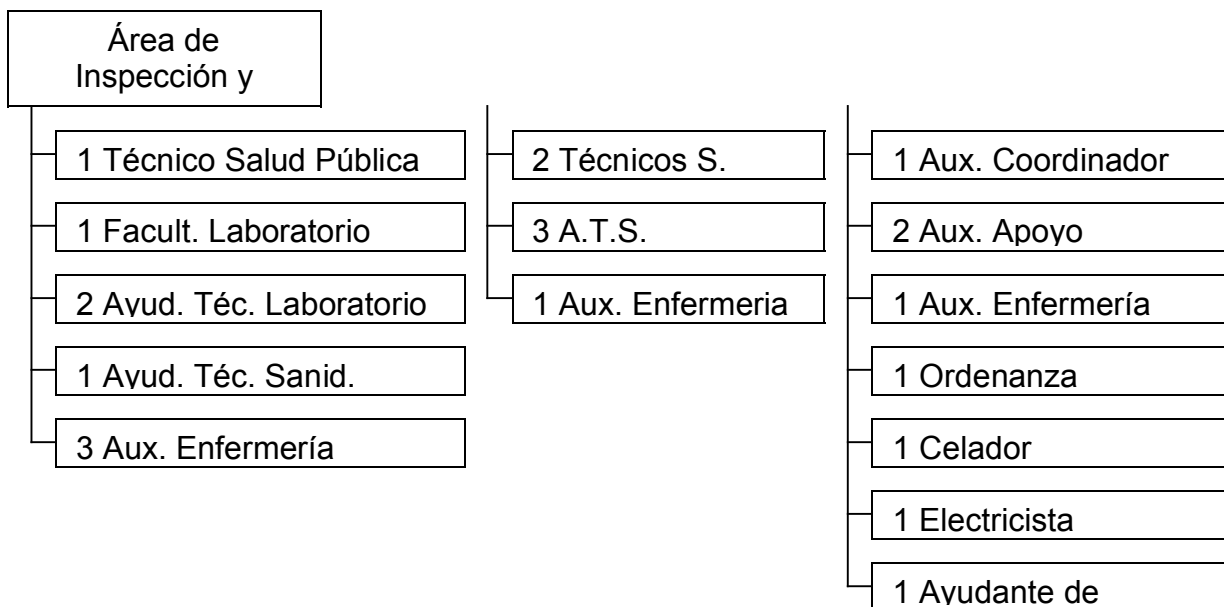 Área de
Inspección y
1 Técnico Salud Pública
1 Facult. Laboratorio
2 Ayud. Téc. Laboratorio
1 Ayud. Téc. Sanid.
3 Aux. Enfermería
2 Técnicos S.
3 A.T.S.
1 Aux. Enfermeria
1 Aux. Coordinador
2 Aux. Apoyo
1 Aux. Enfermería
1 Ordenanza
1 Celador
1 Electricista
1 Ayudante de